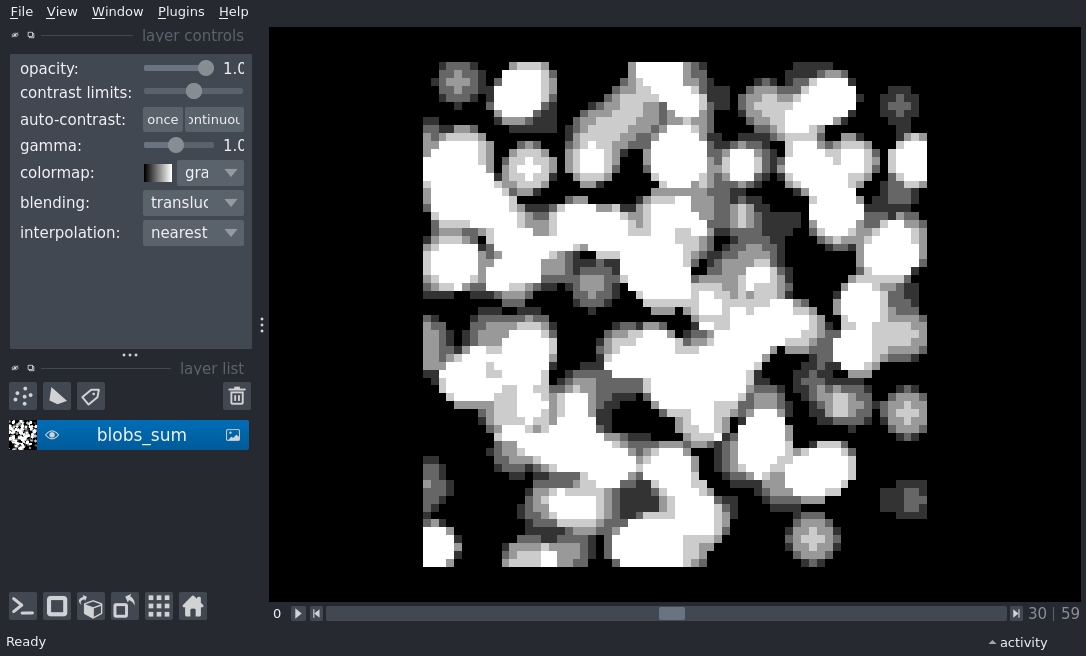 File View Window Plugins Help
layer controls
opacity: 1.0
contrast limits:
auto-contrast: once ontinuou
gamma: 1.0
colormap: gra
blending: transluc
interpolation: nearest
layer list
blobs_sum
0 30 | 59
Ready activity